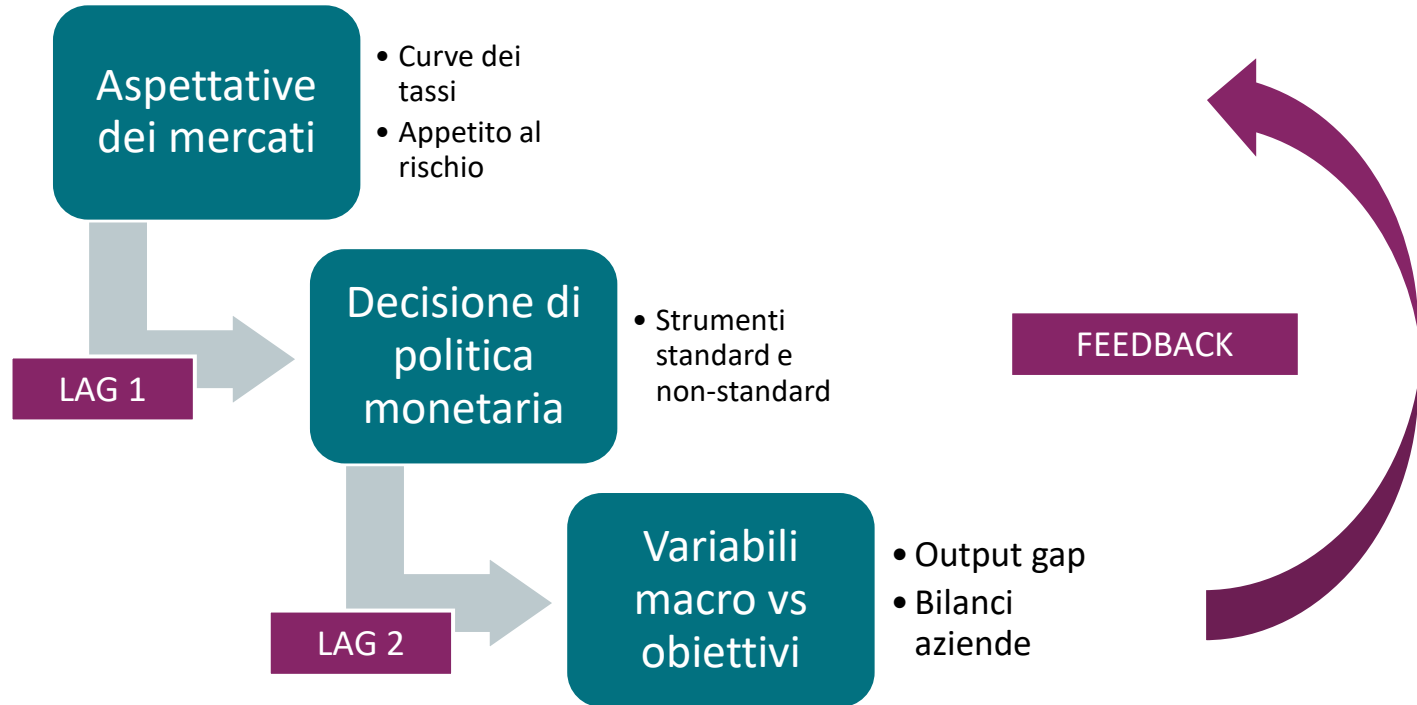 Aspettative
dei mercati
• Curve dei
tassi
• Appetito al
rischio
LAG 1
Decisione di
politica
monetaria
• Strumenti
standard e
non-standard
FEEDBACK
LAG 2
Variabili
macro vs
obiettivi
• Output gap
• Bilanci
aziende